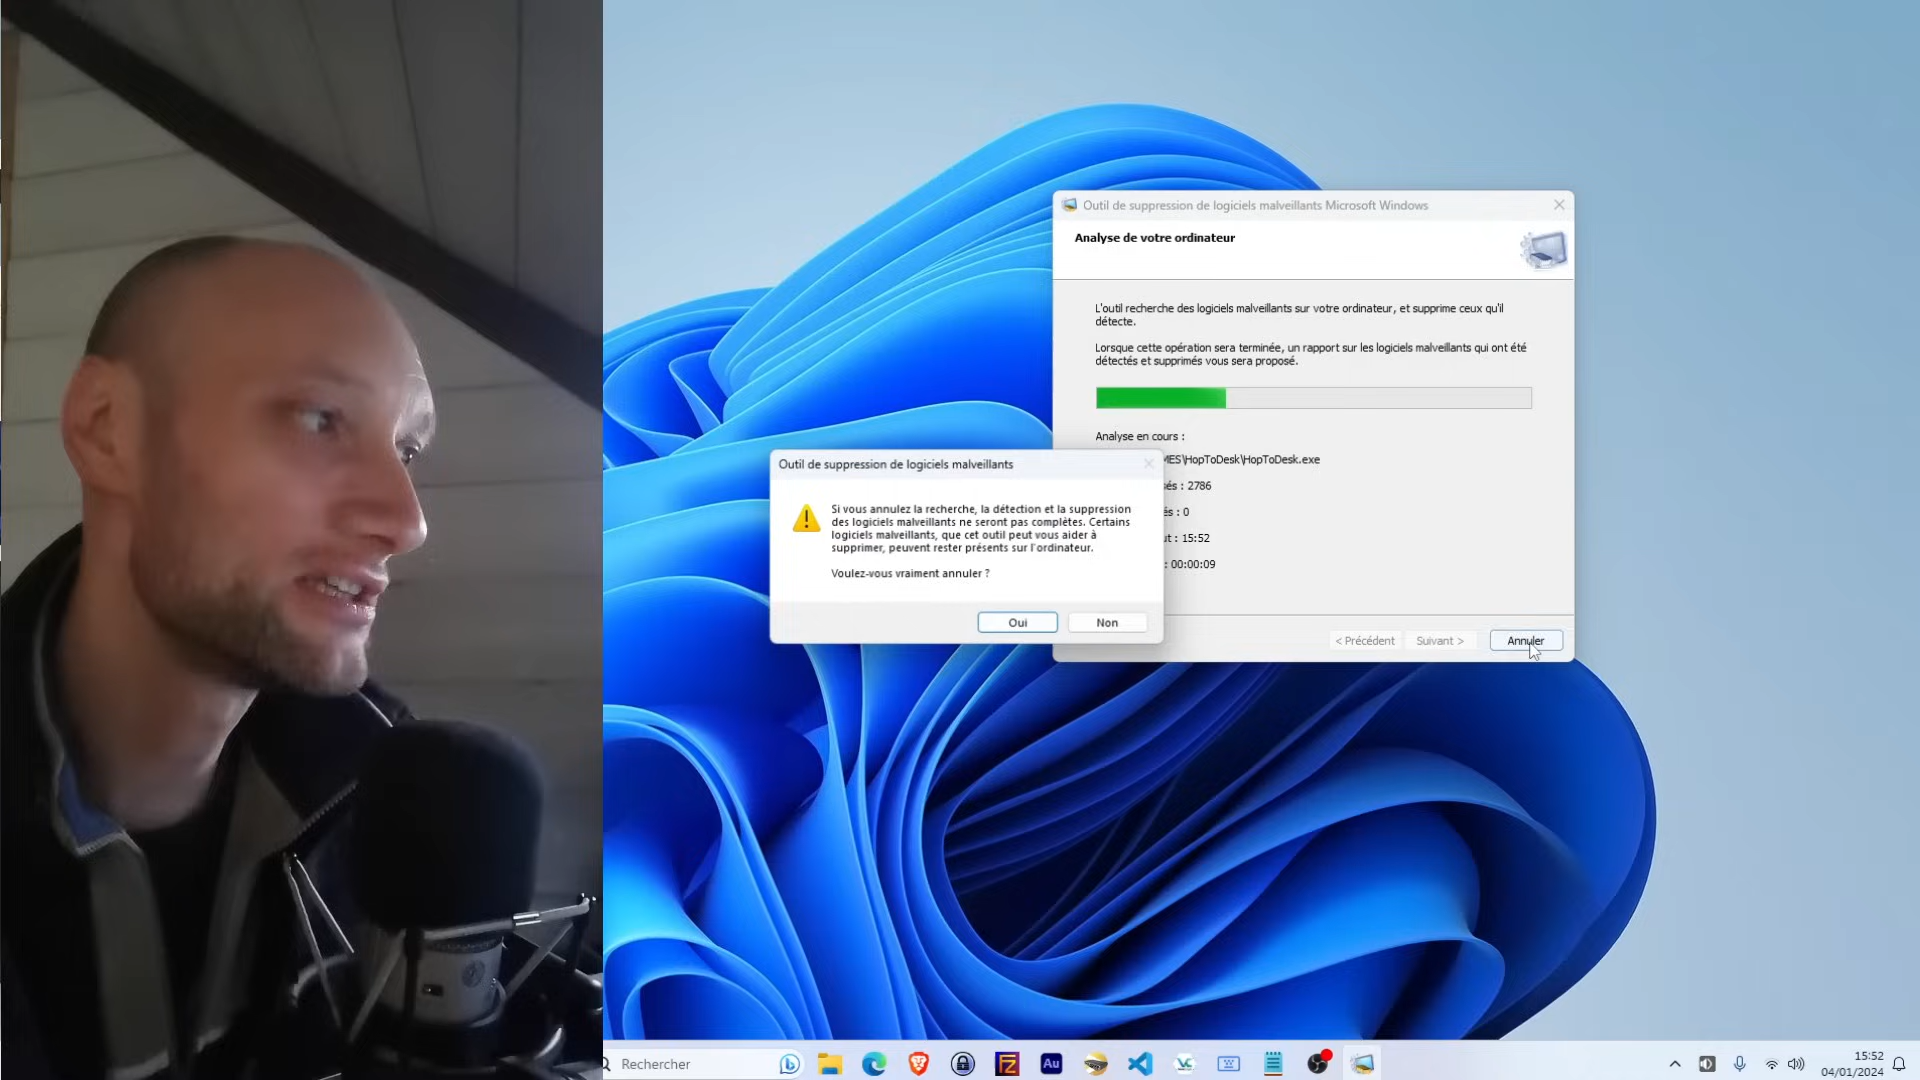 Outil de suppression de logiciels malveillants Microsoft Windows
Analyse de votre ordinateur
L'outil recherche des logiciels malveillants sur votre ordinateur, et supprime ceux qu'il
détecte.
Lorsque cette opération sera terminée, un rapport sur les logiciels malveillants qui ont été
détectés et supprimés vous sera proposé.
Analyse en cours :
MES\HopToDesk\HopToDesk.exe
és : 2786
és : 0
ut : 15:52
: 00:00:09
< Précédent
Suivant >
Annuler
Outil de suppression de logiciels malveillants
Si vous annulez la recherche, la détection et la suppression
des logiciels malveillants ne seront pas complètes. Certains
logiciels malveillants, que cet outil peut vous aider à
supprimer, peuvent rester présents sur l'ordinateur.
Voulez-vous vraiment annuler ?
Oui
Non
Rechercher
Au
15:52
04/01/2024